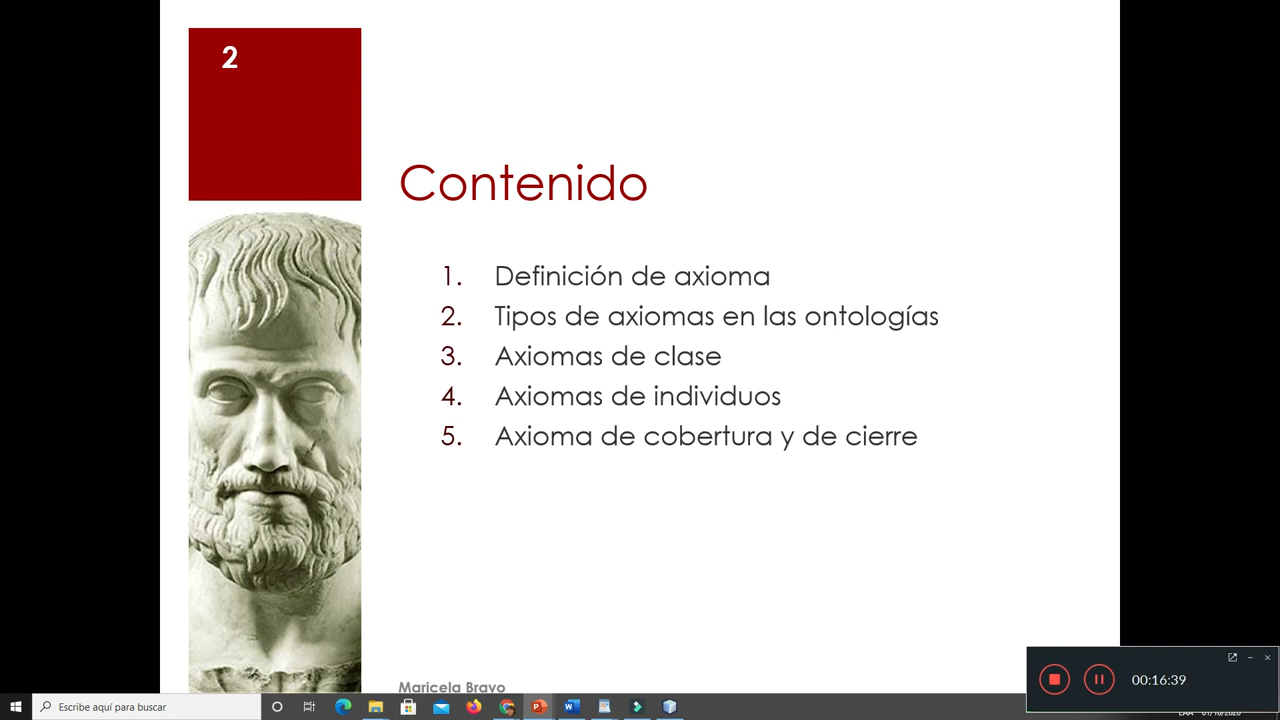 2
Contenido
1. Definición de axioma
2. Tipos de axiomas en las ontologías
3. Axiomas de clase
4. Axiomas de individuos
5. Axioma de cobertura y de cierre
Maricela Bravo
00:16:39
Escribe aquí para buscar